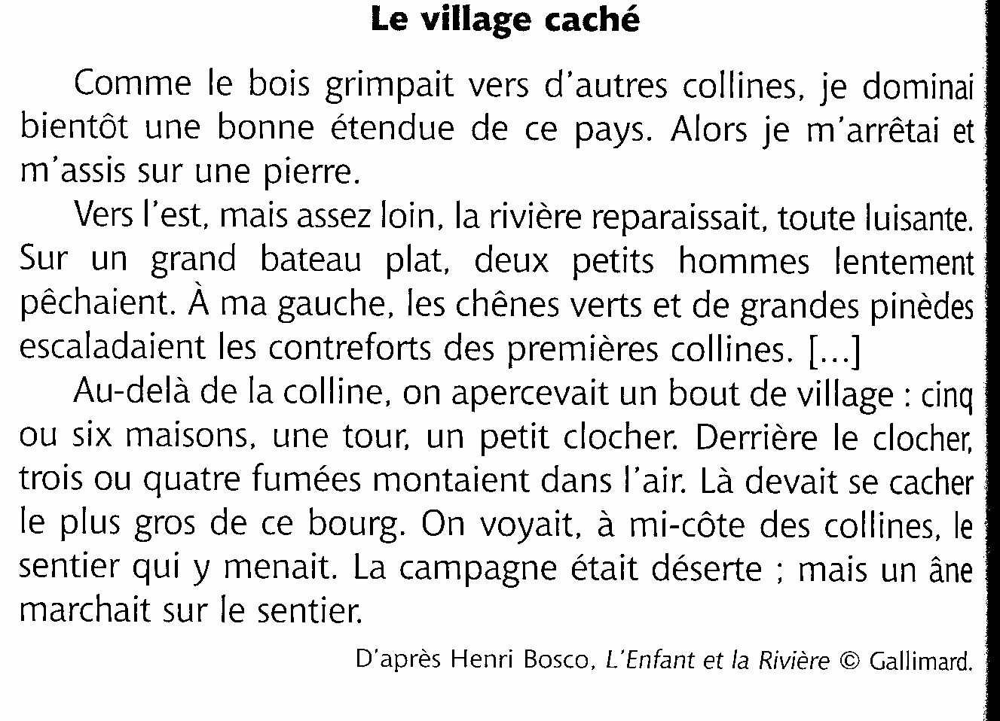 Le village caché
Comme le bois grimpait vers d'autres collines, je dominai
bientôt une bonne étendue de ce pays. Alors je m'arrêtai et
m'assis sur une pierre.
Vers l'est, mais assez loin, la rivière reparaissait, toute luisante.
Sur un grand bateau plat, deux petits hommes lentement
pêchaient. À ma gauche, les chênes verts et de grandes pinèdes
escaladaient les contreforts des premières collines. [...]
Au-delà de la colline, on apercevait un bout de village : cinq
ou six maisons, une tour, un petit clocher. Derrière le clocher,
trois ou quatre fumées montaient dans l'air. Là devait se cacher
le plus gros de ce bourg. On voyait, à mi-côte des collines, le
sentier qui y menait. La campagne était déserte ; mais un âne
marchait sur le sentier.
D'après Henri Bosco, L'Enfant et la Rivière © Gallimard.